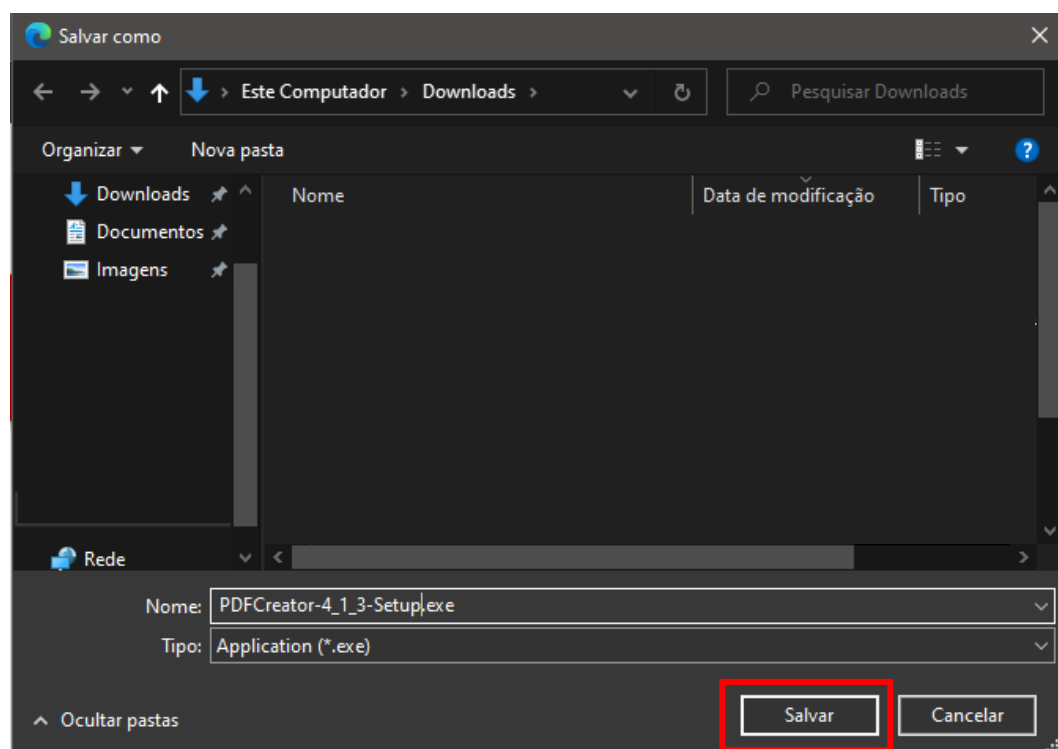 Salvar como
Este Computador > Downloads >
Pesquisar Downloads
Organizar
Nova pasta
?
Downloads
Documentos
Imagens
Rede
Nome
Data de modificação
Tipo
Nome: PDFCreator-4_1_3-Setup.exe
Tipo: Application (*.exe)
Ocultar pastas
Salvar
Cancelar